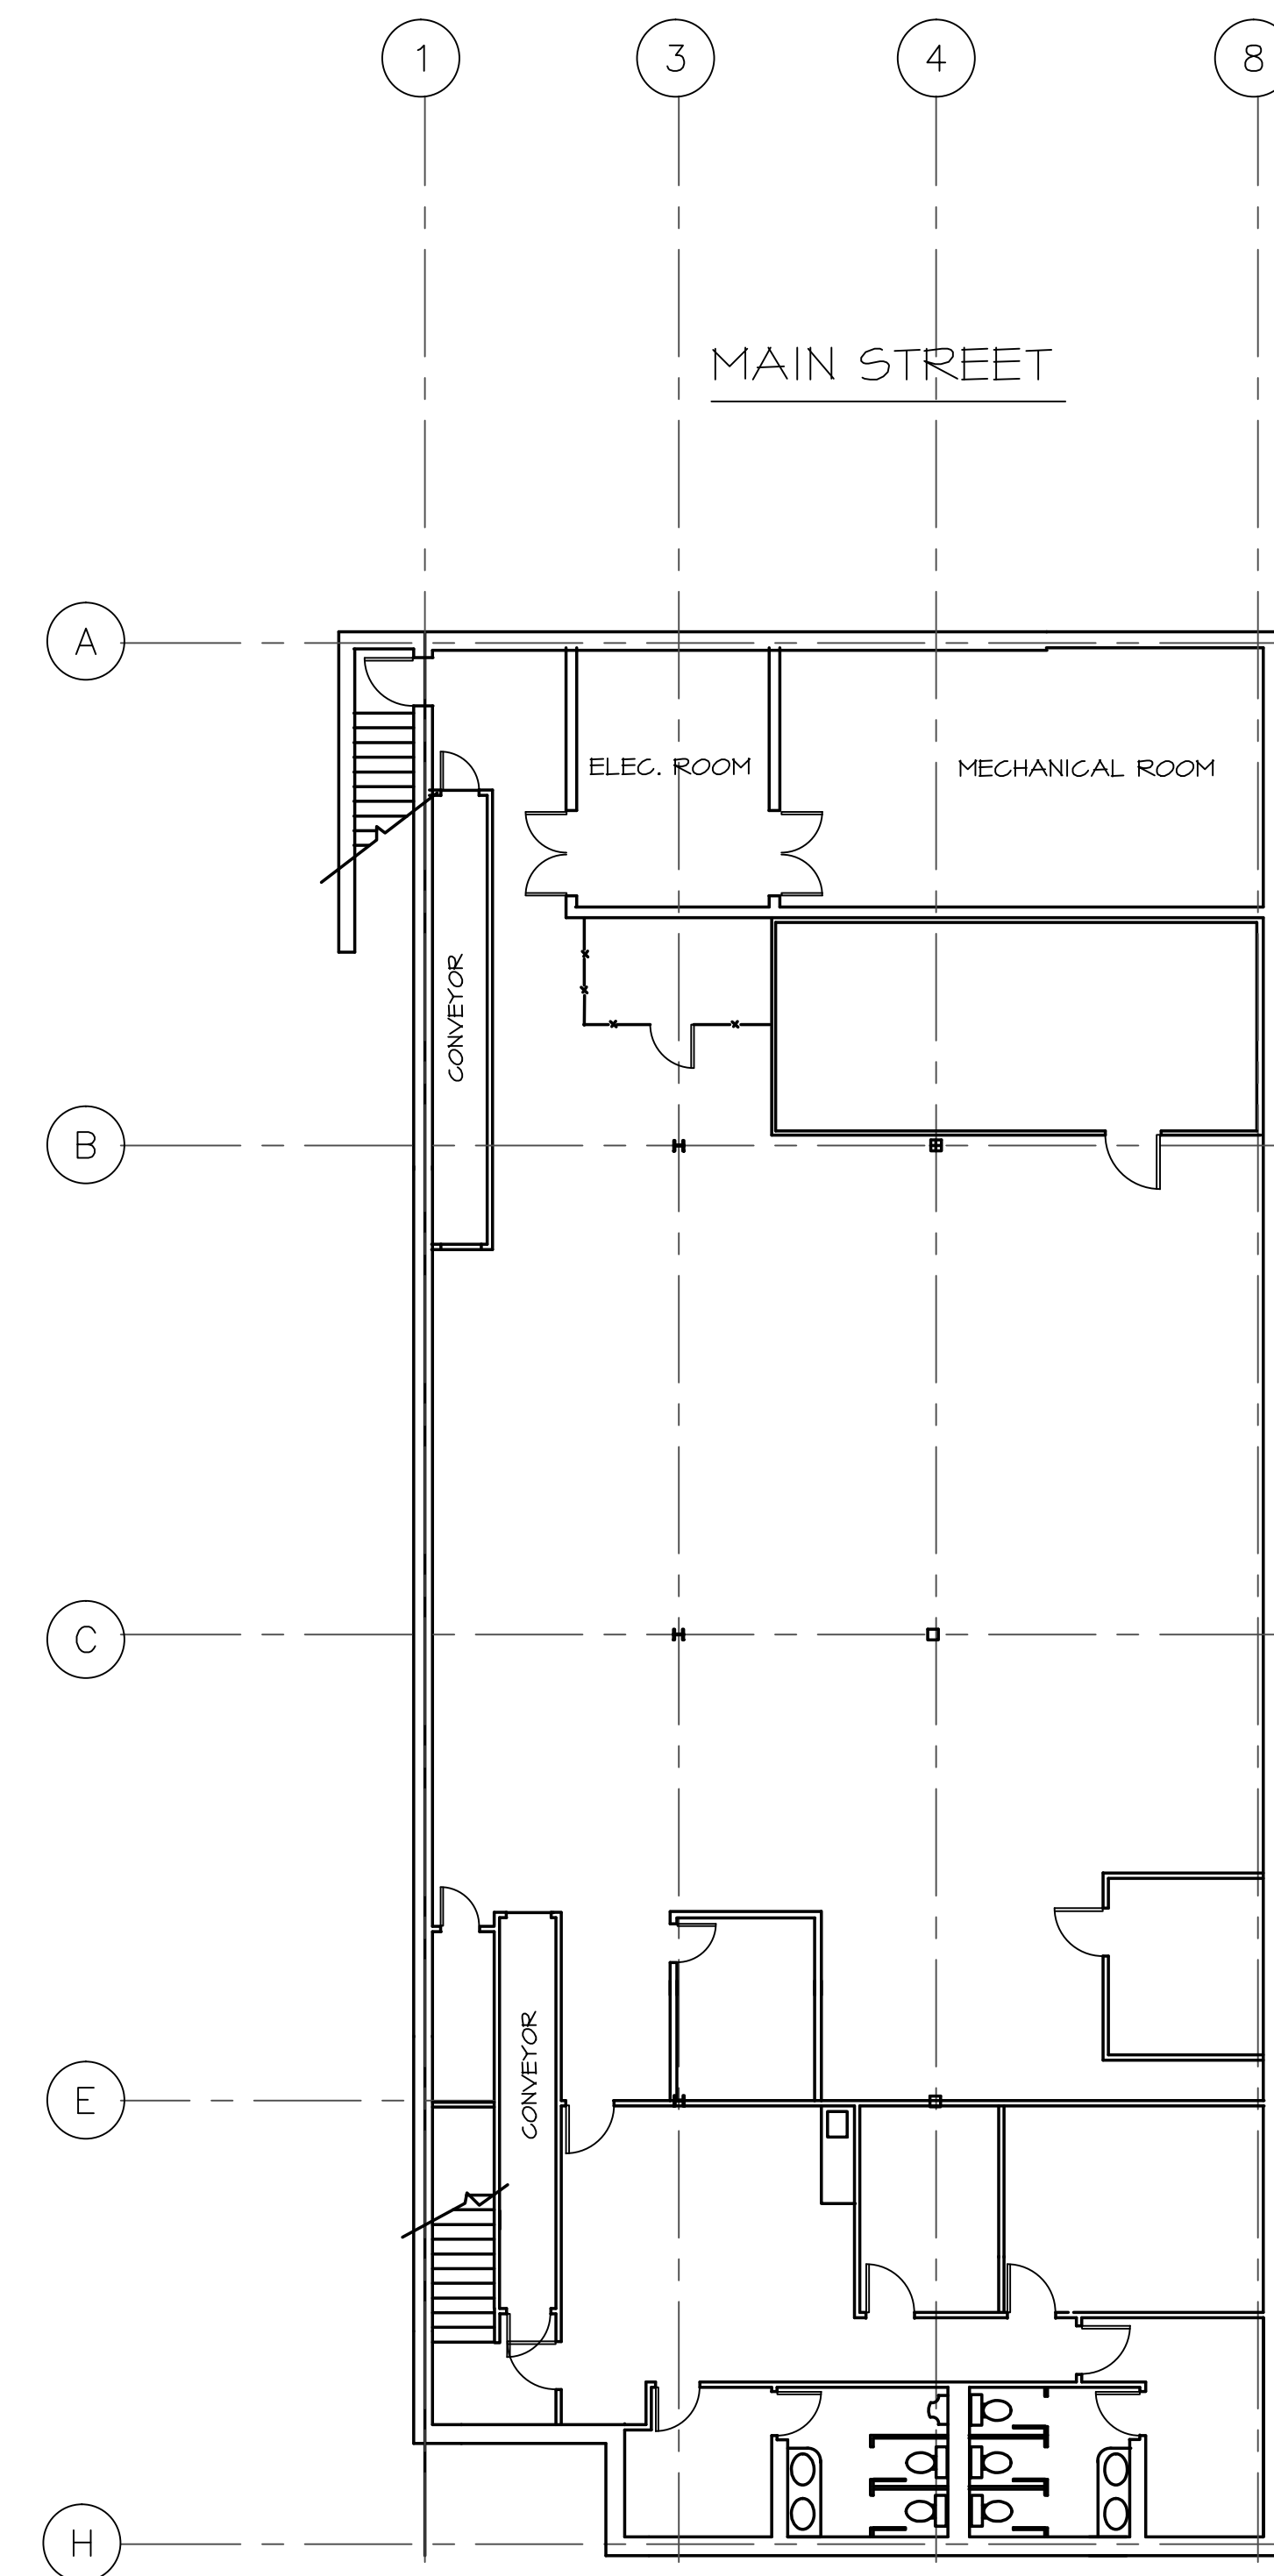 1 3 4 8
MAIN STREET
A
ELEC. ROOM MECHANICAL ROOM
CONVEYOR
B
C
CONVEYOR
E
H